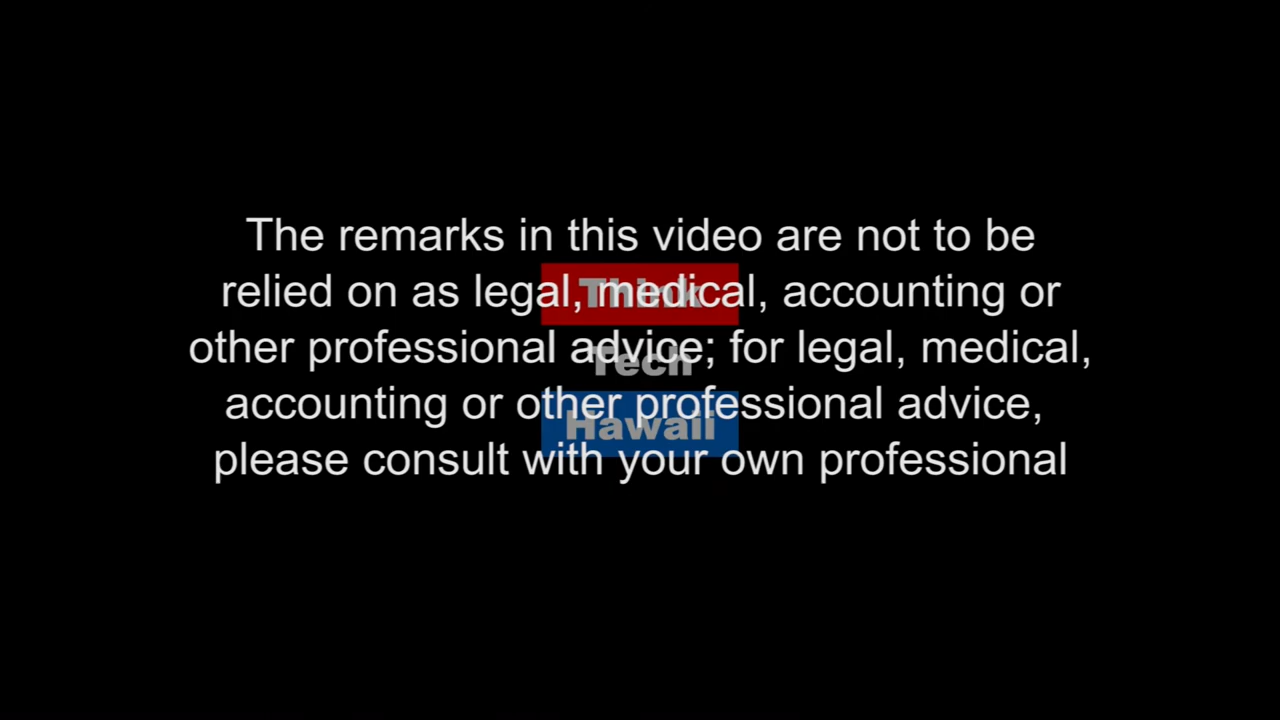 The remarks in this video are not to be
relied on as legal, medical, accounting or
other professional advice; for legal, medical,
accounting or other professional advice,
please consult with your own professional
Think
Tech
Hawaii